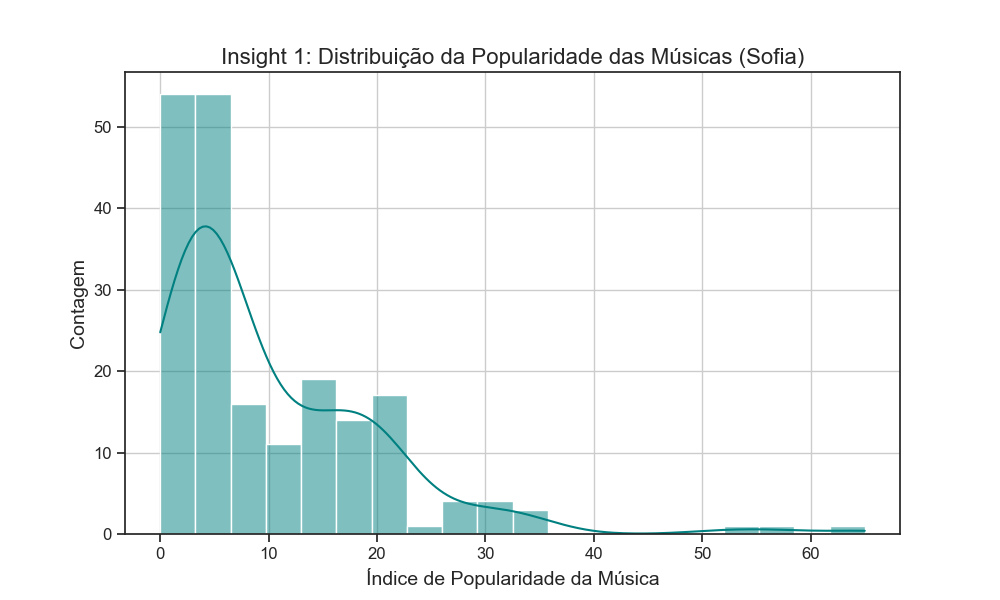 Insight 1: Distribuição da Popularidade das Músicas (Sofia)
Contagem
50
40
30
20
10
0
0 10 20 30 40 50 60
Índice de Popularidade da Música